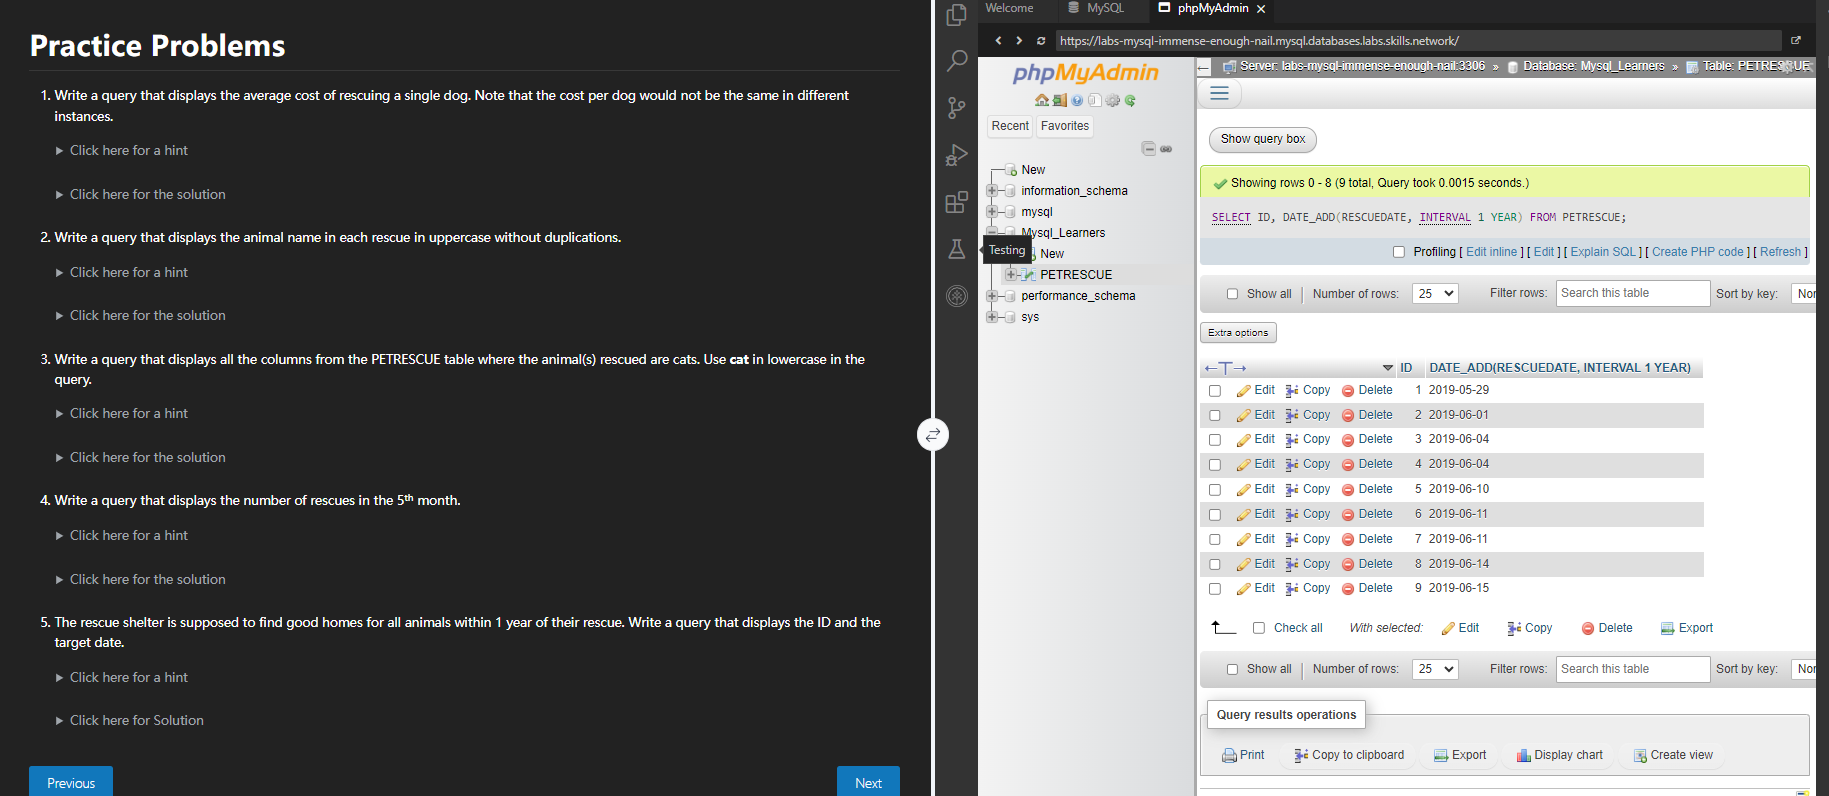 Practice Problems
1. Write a query that displays the average cost of rescuing a single dog. Note that the cost per dog would not be the same in different
instances.
Click here for a hint
Click here for the solution
2. Write a query that displays the animal name in each rescue in uppercase without duplications.
Click here for a hint
Click here for the solution
3. Write a query that displays all the columns from the PETRESCUE table where the animal(s) rescued are cats. Use cat in lowercase in the
query.
Click here for a hint
Click here for the solution
4. Write a query that displays the number of rescues in the 5th month.
Click here for a hint
Click here for the solution
5. The rescue shelter is supposed to find good homes for all animals within 1 year of their rescue. Write a query that displays the ID and the
target date.
Click here for a hint
Click here for Solution
Previous Next
Welcome MySQL phpMyAdmin
https://labs-mysql-immense-enough-nail.mysql.databases.labs.skills.network/
phpMyAdmin
Recent Favorites
New
information_schema
mysql
Mysql_Learners
Testing
New
PETRESCUE
performance_schema
sys
Server: labs-mysql-immense-enough-nail:3306 » Database: Mysql_Learners » Table: PETRESCUE
Show query box
Showing rows 0 - 8 (9 total, Query took 0.0015 seconds.)
SELECT ID, DATE_ADD(RESCUEDATE, INTERVAL 1 YEAR) FROM PETRESCUE;
Profiling [ Edit inline ] [ Edit ] [ Explain SQL ] [ Create PHP code ] [ Refresh ]
Show all Number of rows: 25 Filter rows: Search this table Sort by key: Nor
Extra options
ID DATE_ADD(RESCUEDATE, INTERVAL 1 YEAR)
Edit Copy Delete 1 2019-05-29
Edit Copy Delete 2 2019-06-01
Edit Copy Delete 3 2019-06-04
Edit Copy Delete 4 2019-06-04
Edit Copy Delete 5 2019-06-10
Edit Copy Delete 6 2019-06-11
Edit Copy Delete 7 2019-06-11
Edit Copy Delete 8 2019-06-14
Edit Copy Delete 9 2019-06-15
Check all With selected: Edit Copy Delete Export
Show all Number of rows: 25 Filter rows: Search this table Sort by key: Nor
Query results operations
Print Copy to clipboard Export Display chart Create view